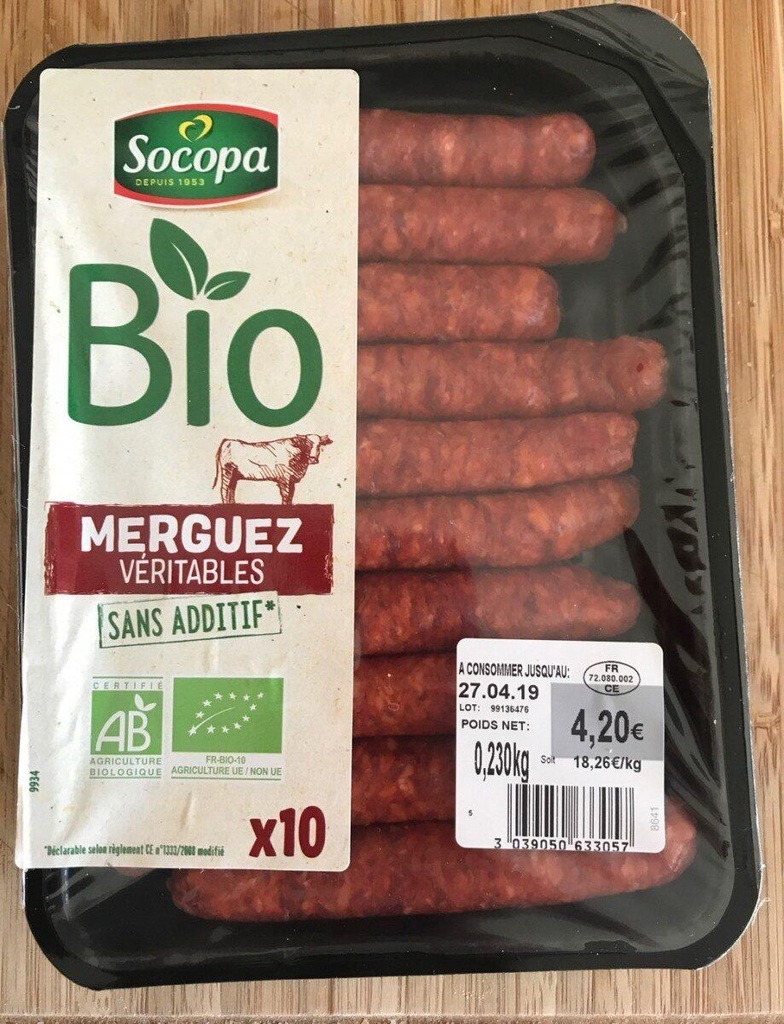 Socopa
DEPUIS 1953
Bio
MERGUEZ
VÉRITABLES
SANS ADDITIF*
CERTIFIÉ
AB
AGRICULTURE
BIOLOGIQUE
FR-BIO-10
AGRICULTURE UE / NON UE
9934
x10
*Déclarable selon règlement CE n°1333/2008 modifié
A CONSOMMER JUSQU'AU:
27.04.19
LOT: 99136476
FR
72.080.002
CE
POIDS NET:
0,230kg
4,20€
Soit 18,26€/kg
5
3 039050 633057
8641